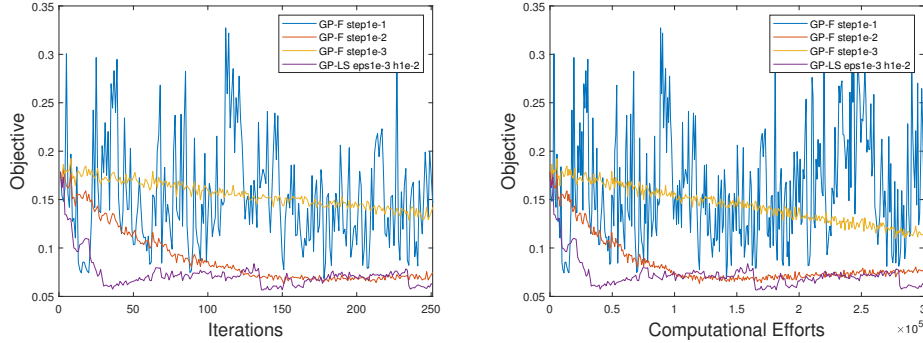 0.35
0.3
0.25
0.2
0.15
0.1
0.05
Objective
0
50
100
150
200
250
Iterations
GP-F step1e-1
GP-F step1e-2
GP-F step1e-3
GP-LS eps1e-3 h1e-2
0.35
0.3
0.25
0.2
0.15
0.1
0.05
Objective
0
0.5
1
1.5
2
2.5
3
×10⁵
Computational Efforts
GP-F step1e-1
GP-F step1e-2
GP-F step1e-3
GP-LS eps1e-3 h1e-2